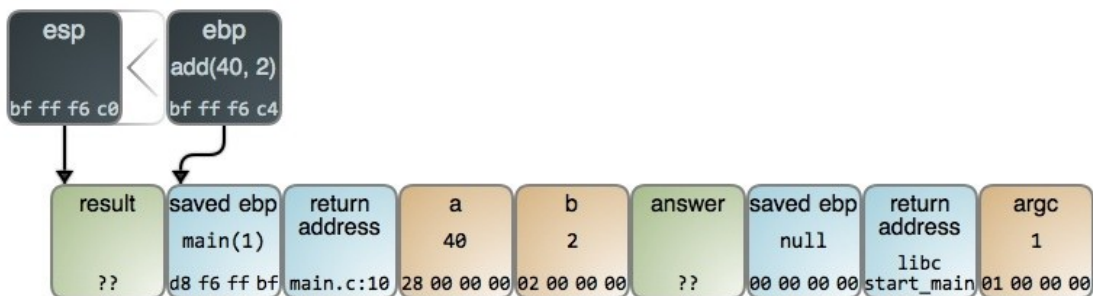 esp
bf ff f6 c0
ebp
add(40, 2)
bf ff f6 c4
result
??
saved ebp
main(1)
d8 f6 ff bf
return
address
main.c:10
a
40
28 00 00 00
b
2
02 00 00 00
answer
??
saved ebp
null
00 00 00 00
return
address
libc
start_main
argc
1
01 00 00 00